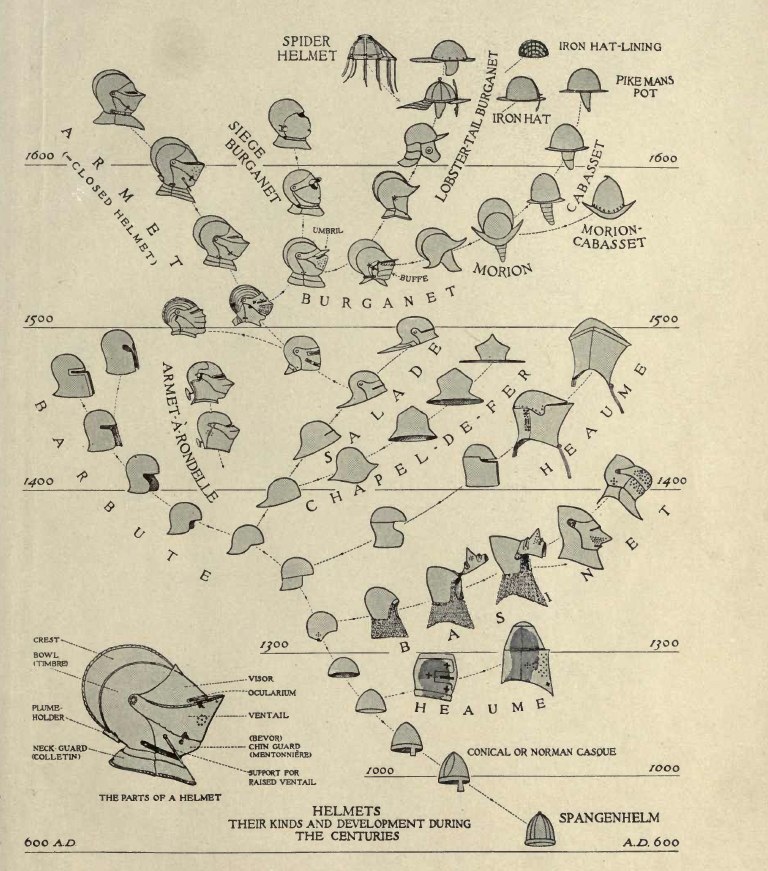 SPIDER
HELMET
IRON HAT-LINING
PIKEMANS
POT
IRON HAT
LOBSTER-TAIL BURGANET
SIEGE
BURGANET
ARMET
(=CLOSED HELMET)
1600
1600
CABASSET
MORION-
CABASSET
UMBRIL
MORION
BUFFE
BURGANET
1500
1500
ARMET-À-RONDELLE
SALADE
CHAPEL-DE-FER
HEAUME
BARBUTE
1400
1400
BASINET
1300
1300
HEAUME
CREST
BOWL
(TIMBRE)
VISOR
OCULARIUM
PLUME-
HOLDER
VENTAIL
(BEVOR)
CHIN GUARD
(MENTONNIÈRE)
NECK-GUARD
(COLLETIN)
SUPPORT FOR
RAISED VENTAIL
THE PARTS OF A HELMET
CONICAL OR NORMAN CASQUE
1000
1000
HELMETS
THEIR KINDS AND DEVELOPMENT DURING
THE CENTURIES
SPANGENHELM
600 A.D
A.D. 600